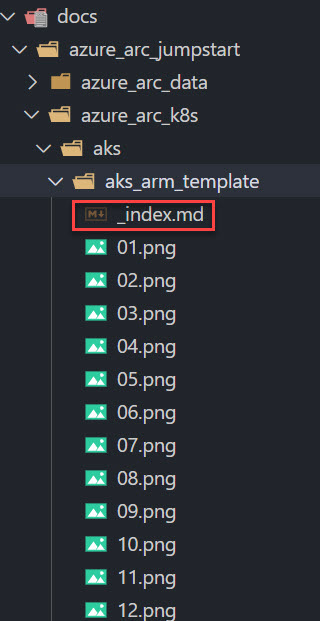 docs
azure_arc_jumpstart
azure_arc_data
azure_arc_k8s
aks
aks_arm_template
_index.md
01.png
02.png
03.png
04.png
05.png
06.png
07.png
08.png
09.png
10.png
11.png
12.png